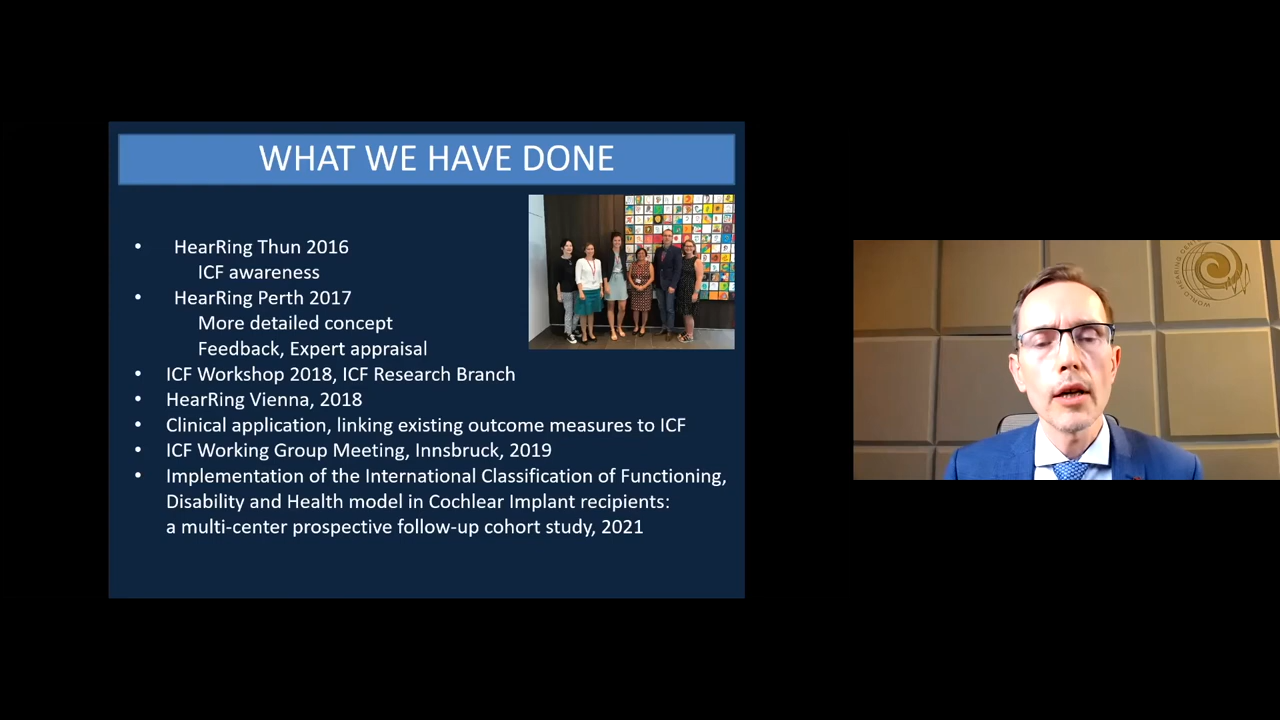 WHAT WE HAVE DONE
• HearRing Thun 2016
ICF awareness
• HearRing Perth 2017
More detailed concept
Feedback, Expert appraisal
• ICF Workshop 2018, ICF Research Branch
• HearRing Vienna, 2018
• Clinical application, linking existing outcome measures to ICF
• ICF Working Group Meeting, Innsbruck, 2019
• Implementation of the International Classification of Functioning,
Disability and Health model in Cochlear Implant recipients:
a multi-center prospective follow-up cohort study, 2021
WORLD HEARING CENT